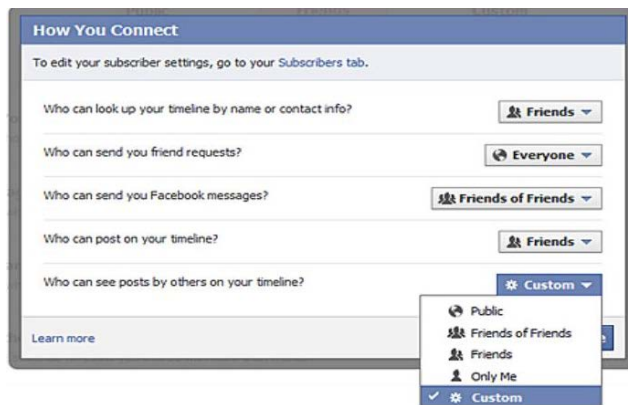 How You Connect
To edit your subscriber settings, go to your Subscribers tab.
Who can look up your timeline by name or contact info?
Friends
Who can send you friend requests?
Everyone
Who can send you Facebook messages?
Friends of Friends
Who can post on your timeline?
Friends
Who can see posts by others on your timeline?
Custom
Public
Friends of Friends
Friends
Only Me
Custom
Learn more